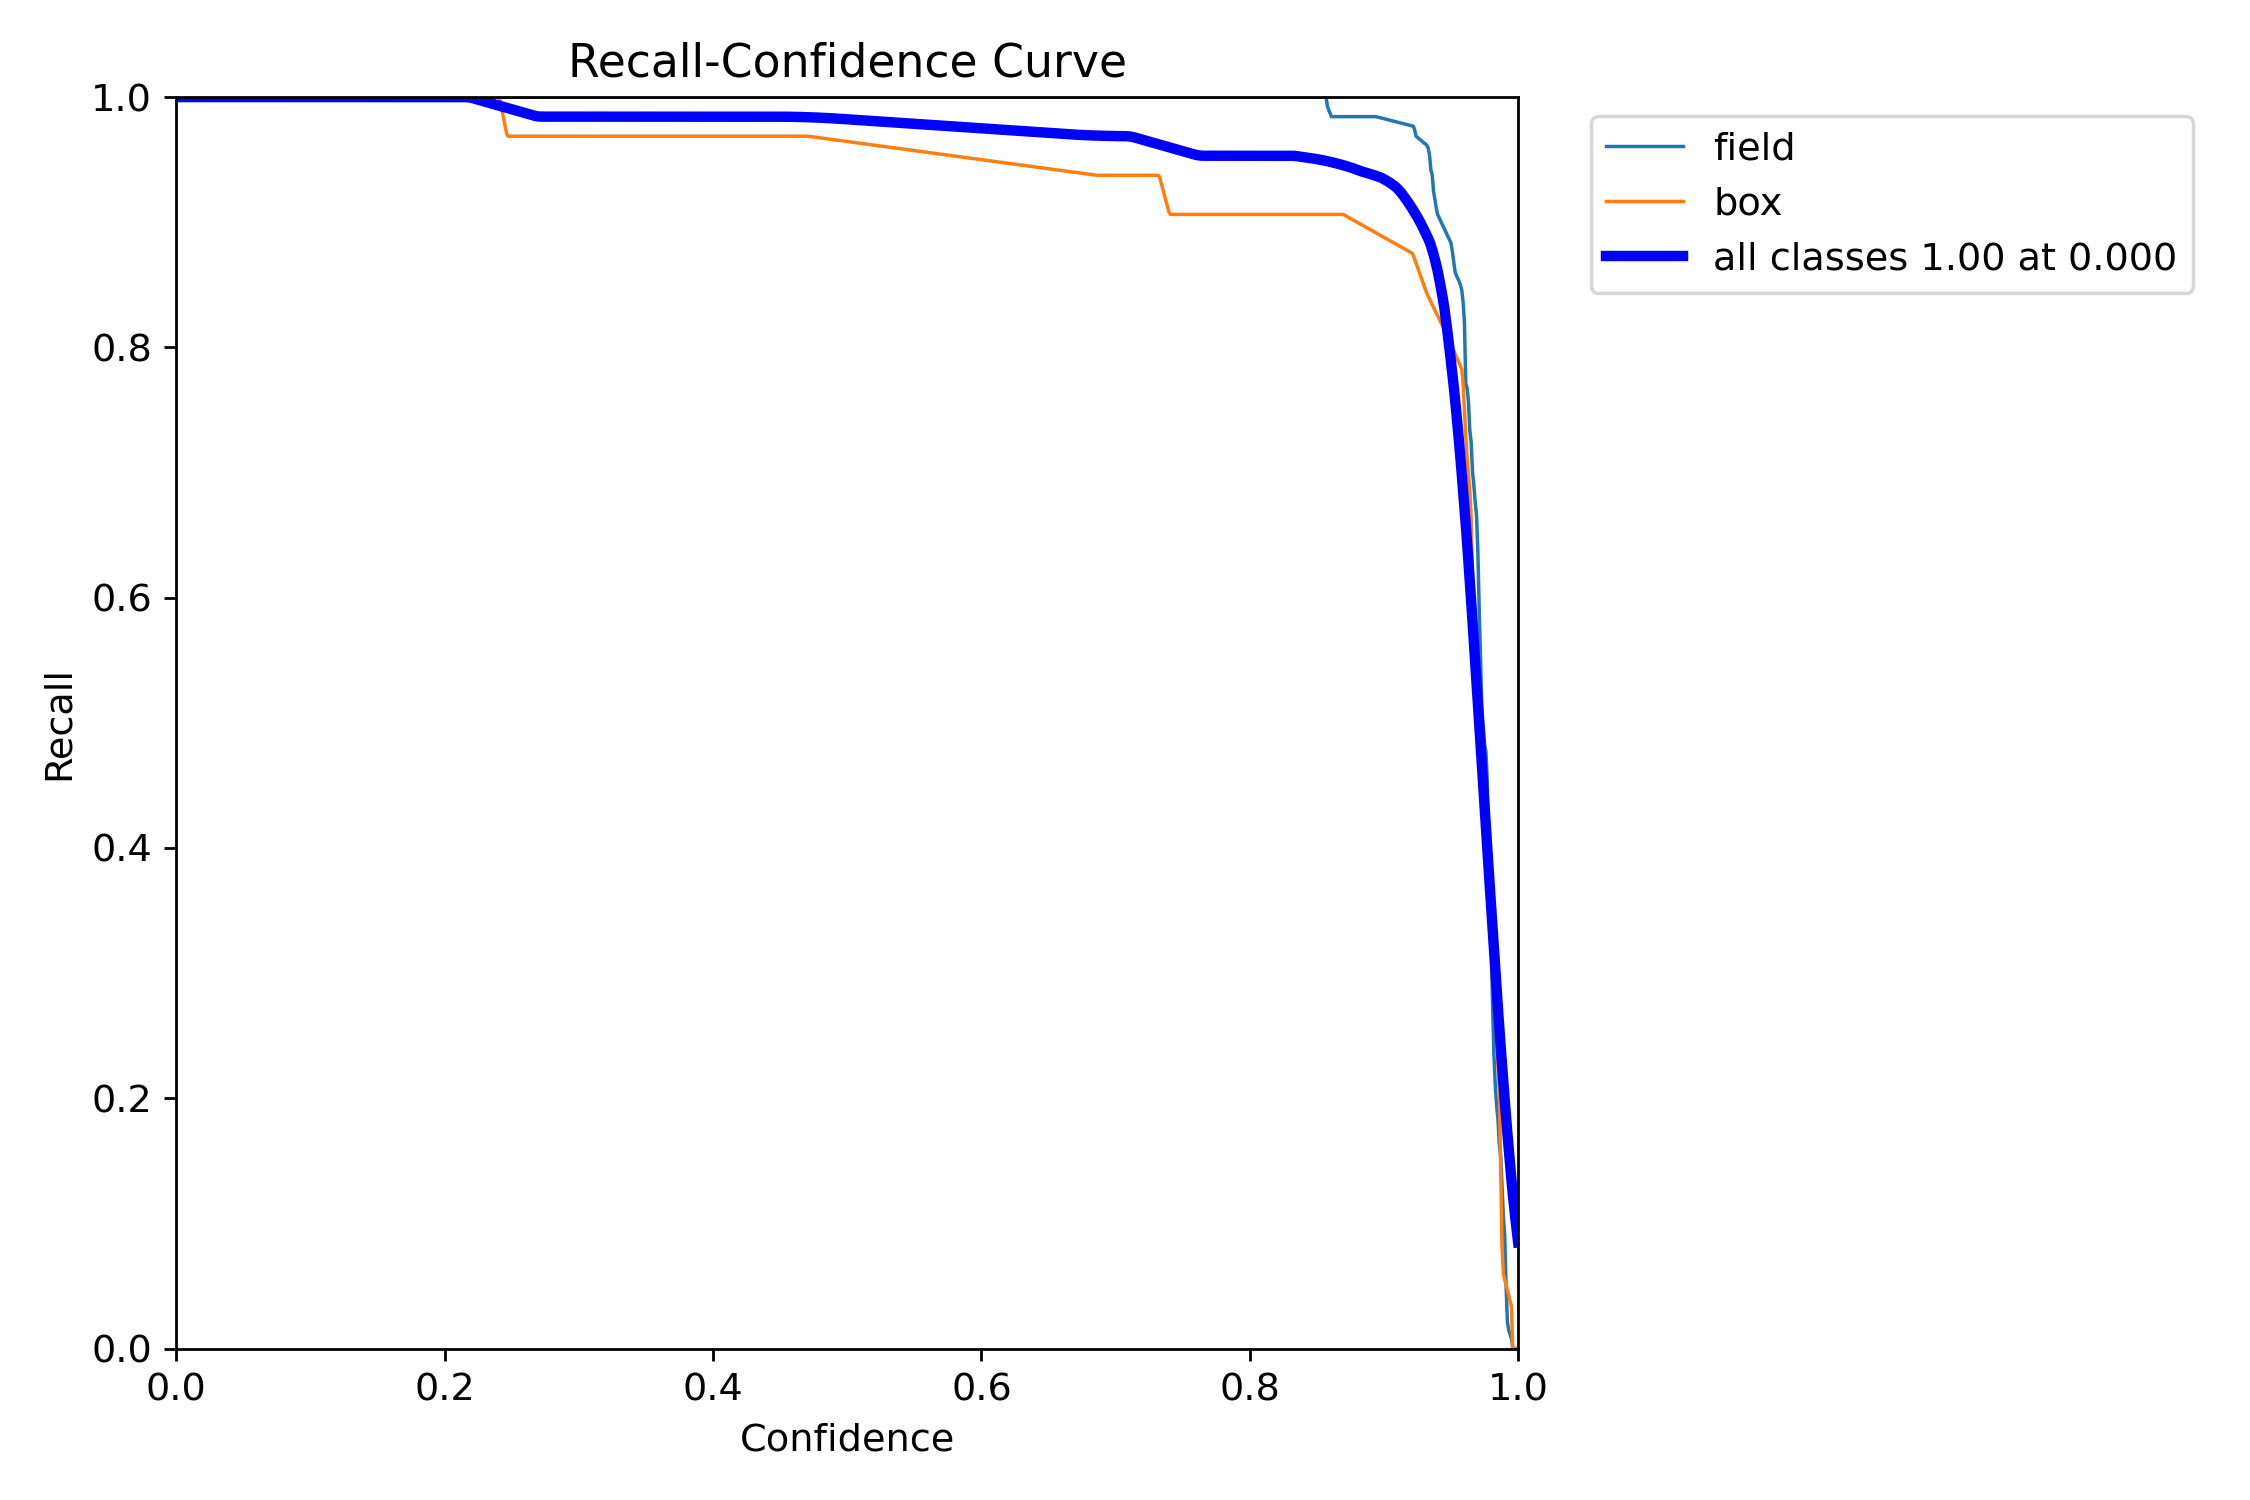 Recall-Confidence Curve
1.0
0.8
0.6
0.4
0.2
0.0
Recall
0.0 0.2 0.4 0.6 0.8 1.0
Confidence
field
box
all classes 1.00 at 0.000